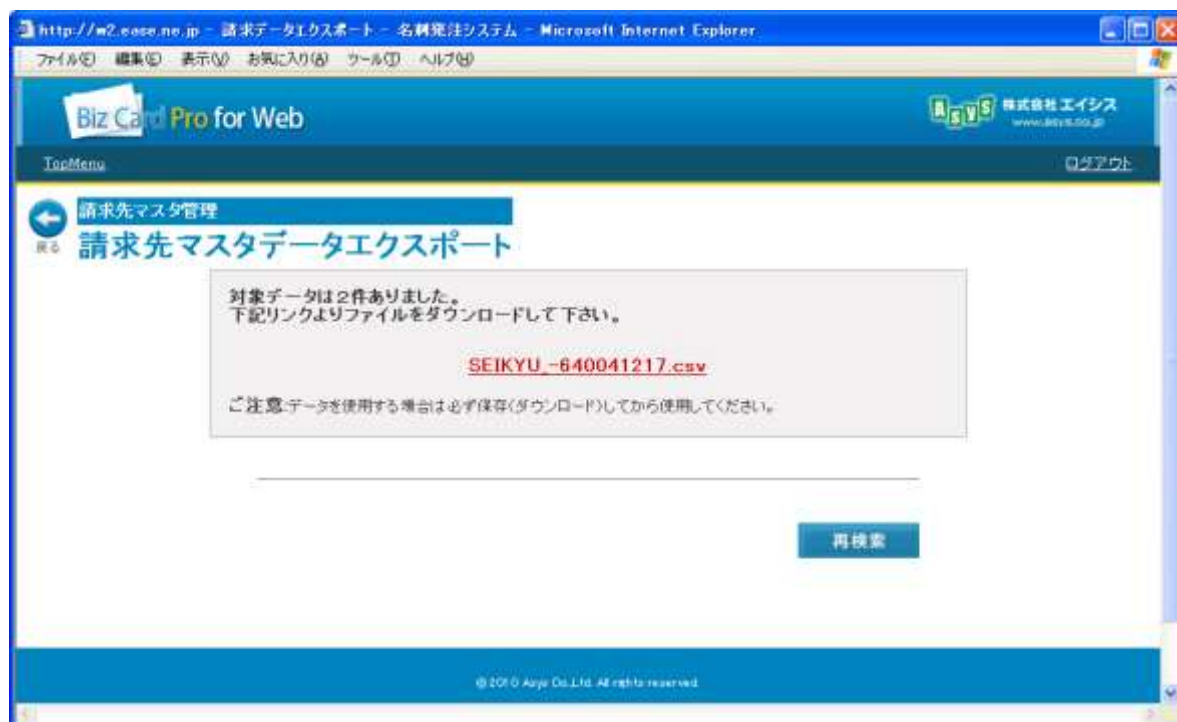 http://m2.ease.ne.jp - 請求データエクスポート - 名刺発注システム - Microsoft Internet Explorer
ファイル(F) 編集(E) 表示(V) お気に入り(A) ツール(T) ヘルプ(H)
Biz Card Pro for Web
Asys 株式会社エイシス
www.asys.co.jp
TopMenu ログアウト
請求先マスタ管理
戻る 請求先マスタデータエクスポート
対象データは2件ありました。
下記リンクよりファイルをダウンロードして下さい。
SEIKYU_-640041217.csv
ご注意:データを使用する場合は必ず保存(ダウンロード)してから使用してください。
再検索
©2010 Asys Co.,Ltd. All rights reserved.